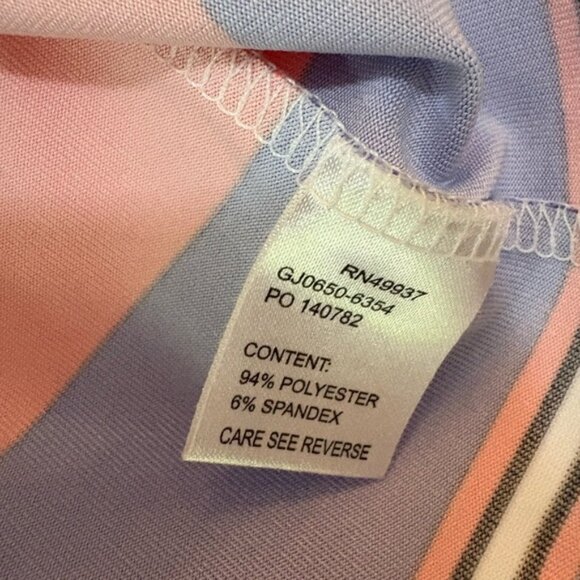 RN49937
GJ0650-6354
PO 140782
CONTENT:
94% POLYESTER
6% SPANDEX
CARE SEE REVERSE